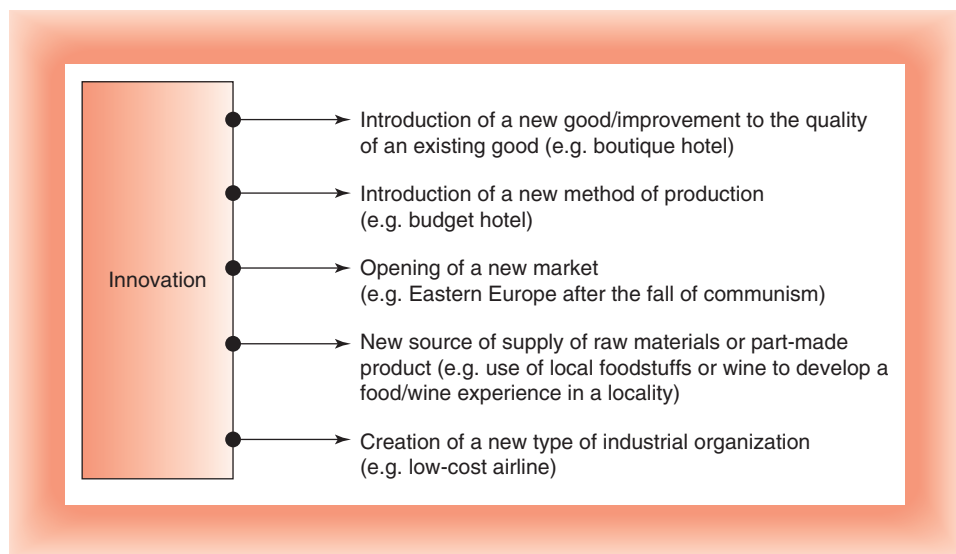 Innovation
Introduction of a new good/improvement to the quality
of an existing good (e.g. boutique hotel)
Introduction of a new method of production
(e.g. budget hotel)
Opening of a new market
(e.g. Eastern Europe after the fall of communism)
New source of supply of raw materials or part-made
product (e.g. use of local foodstuffs or wine to develop a
food/wine experience in a locality)
Creation of a new type of industrial organization
(e.g. low-cost airline)